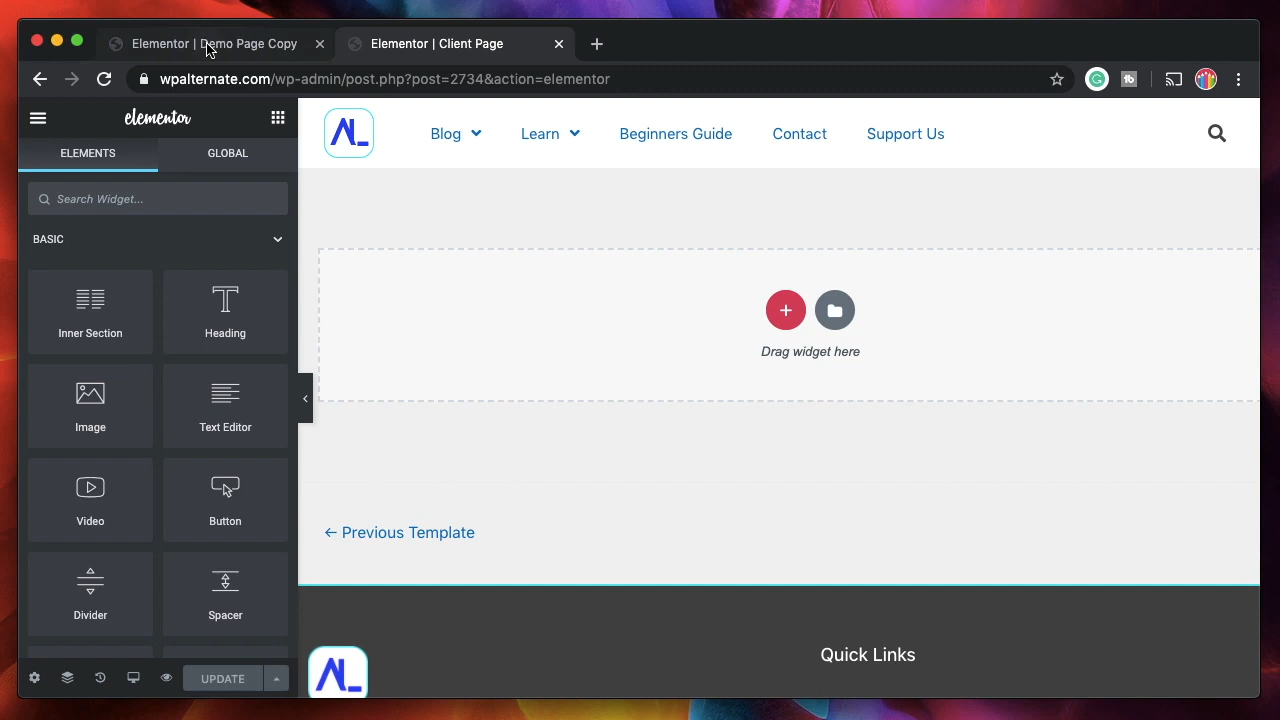 Elementor | Demo Page Copy
Elementor | Client Page
wpalternate.com/wp-admin/post.php?post=2734&action=elementor
elementor
ELEMENTS
GLOBAL
Search Widget...
BASIC
Inner Section
Heading
Image
Text Editor
Video
Button
Divider
Spacer
UPDATE
AL_
Blog
Learn
Beginners Guide
Contact
Support Us
Drag widget here
← Previous Template
AL_
Quick Links